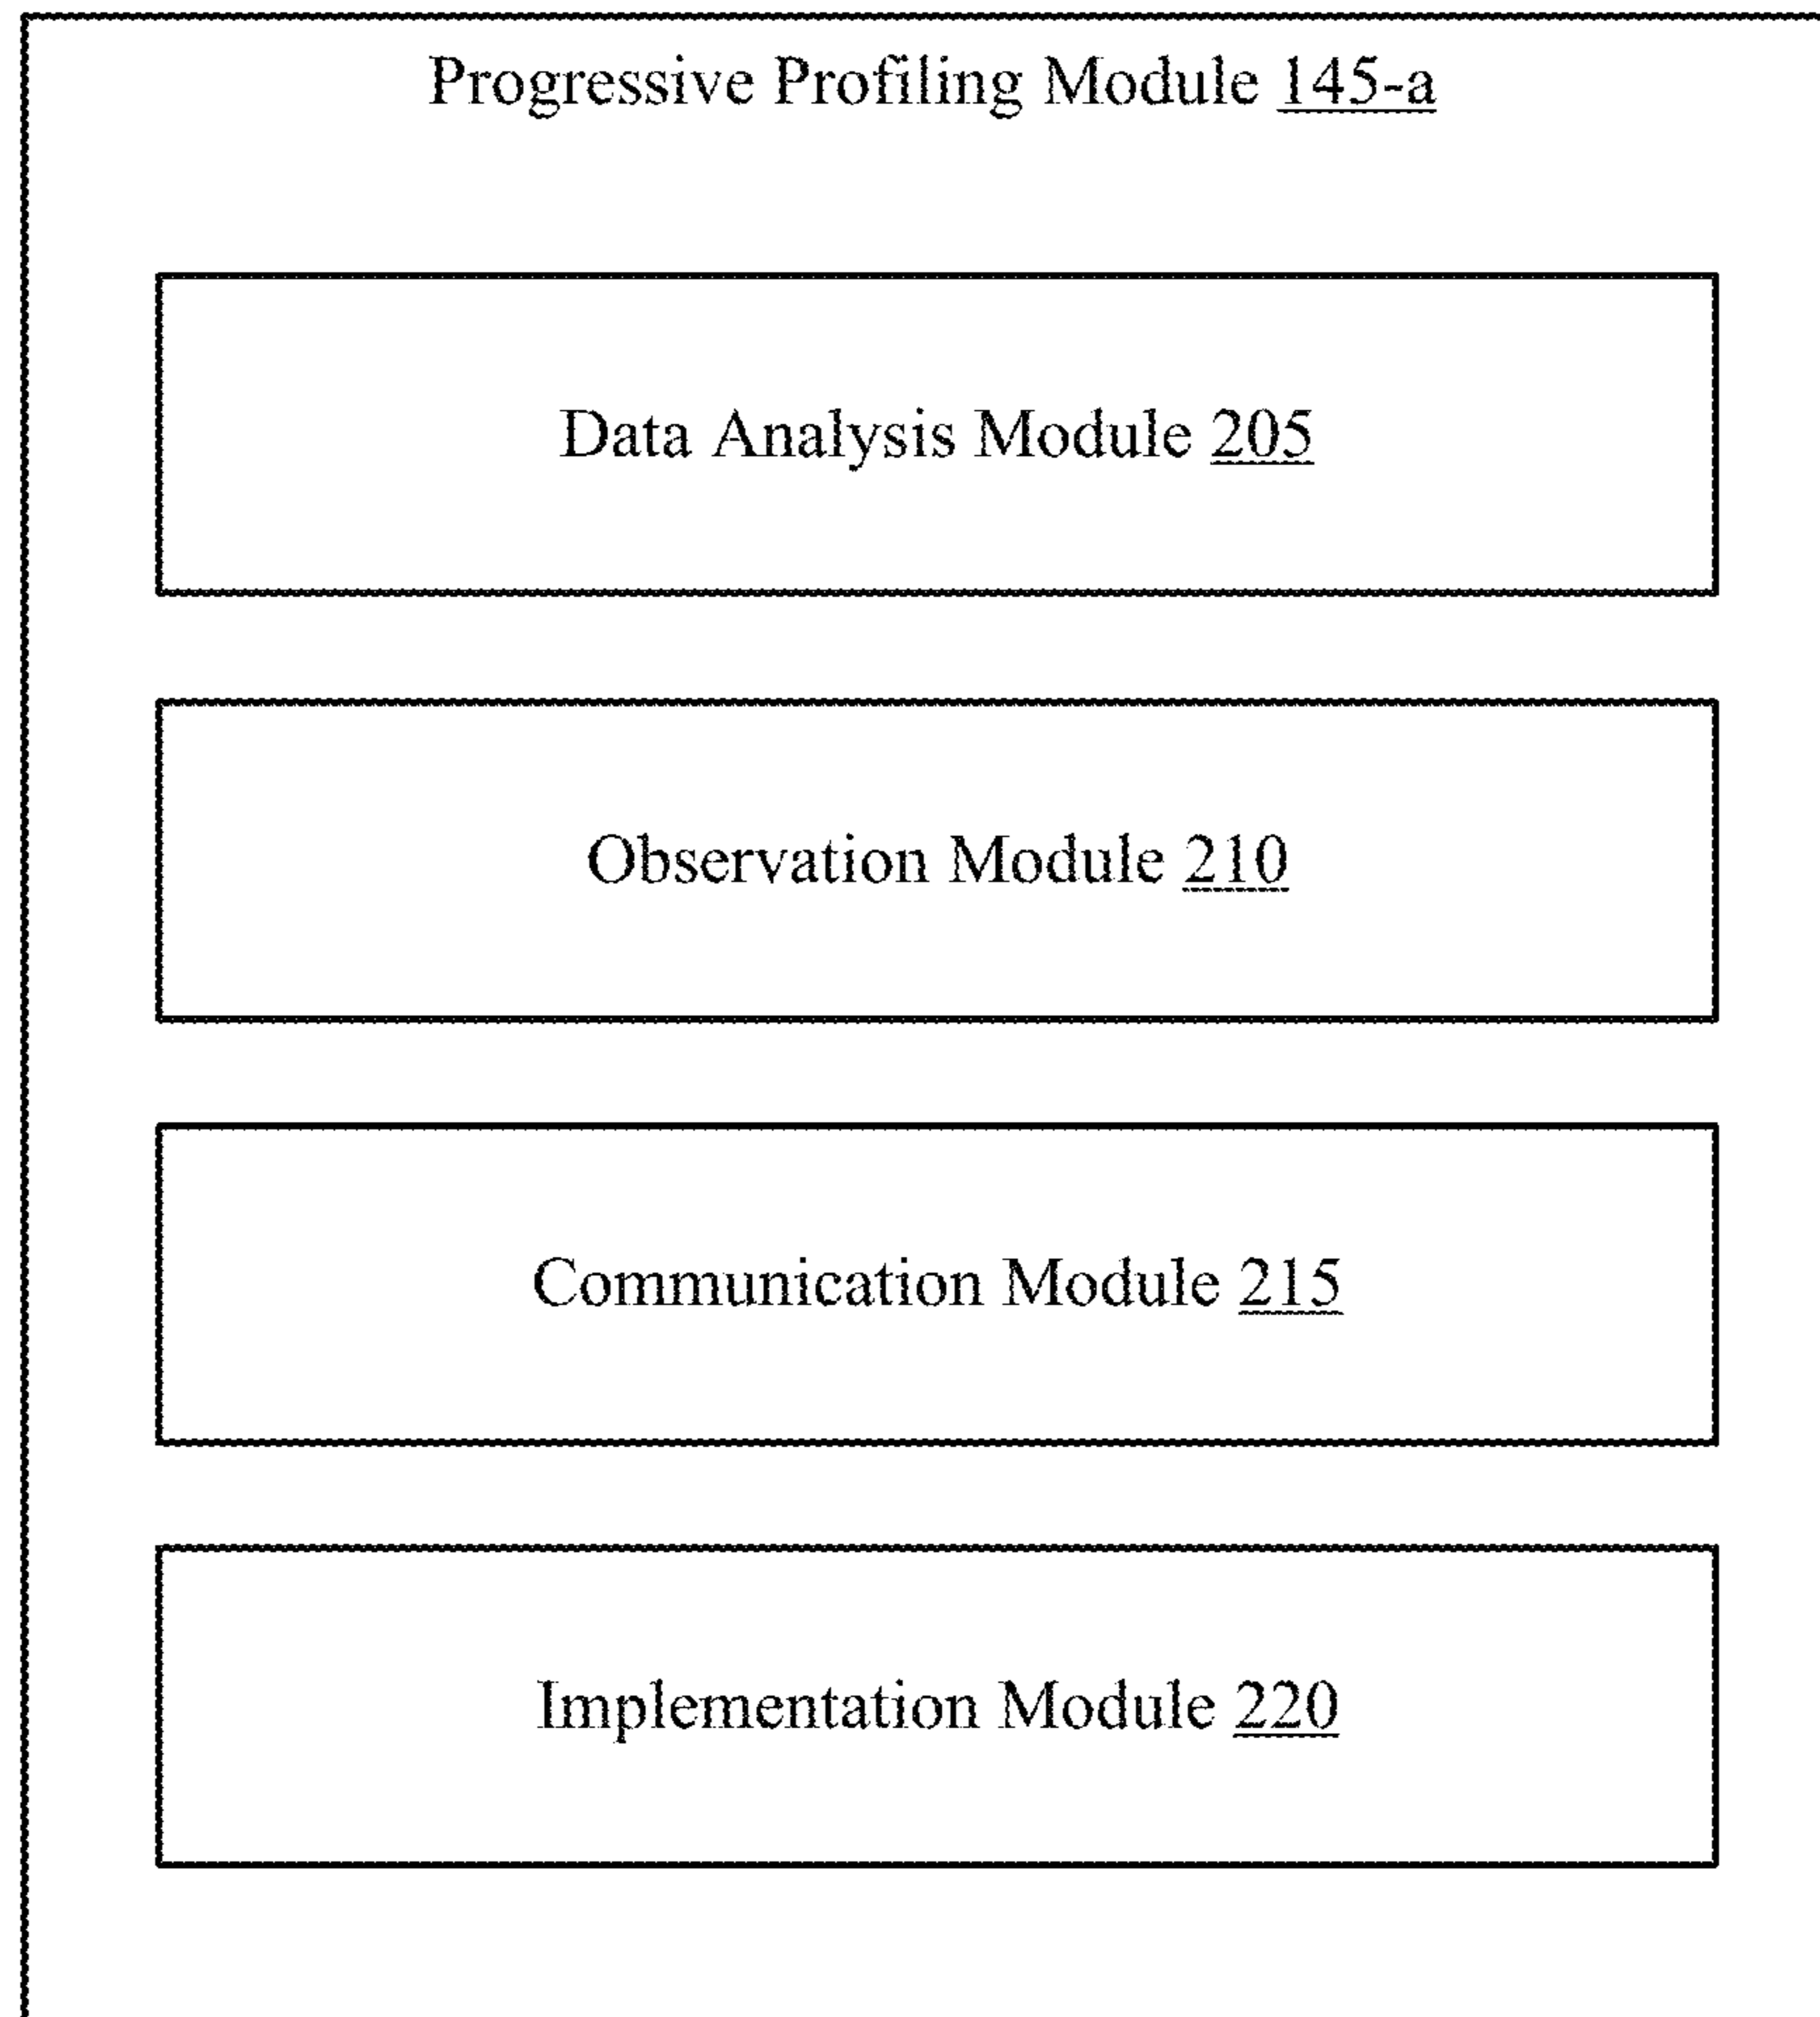 Progressive Profiling Module 145-a
Data Analysis Module 205
Observation Module 210
Communication Module 215
Implementation Module 220